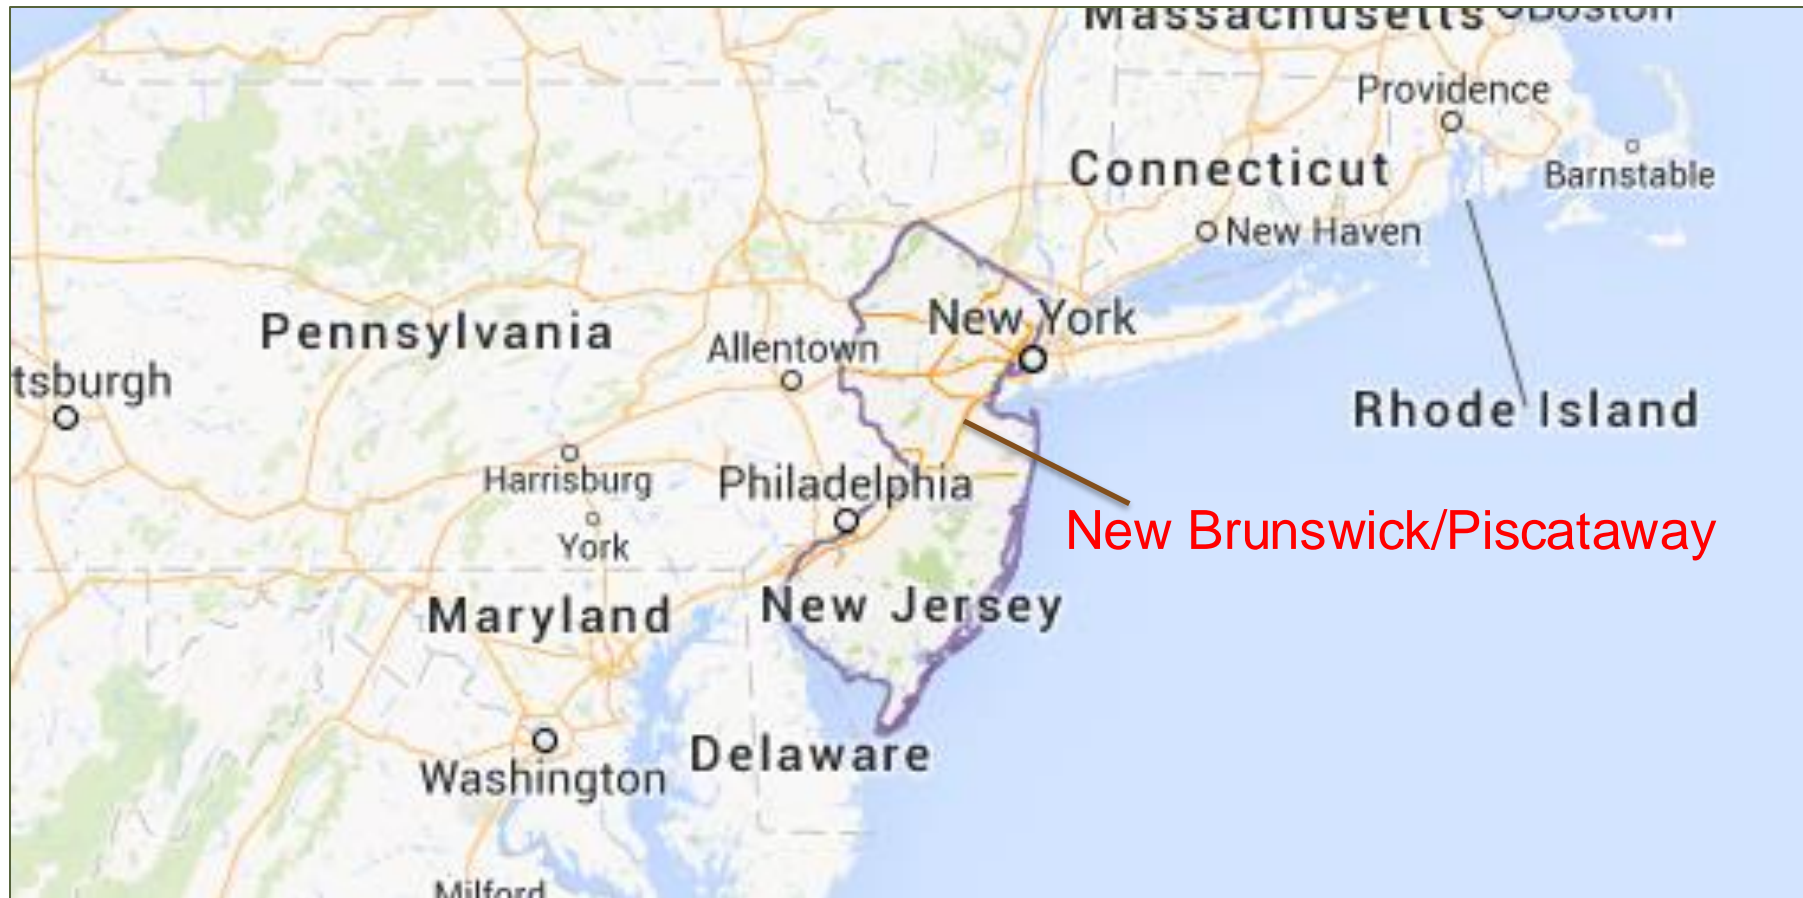 Massachusetts
Boston
Providence
Connecticut
Barnstable
New Haven
New York
Pennsylvania
Allentown
tsburgh
Rhode Island
Harrisburg
Philadelphia
New Brunswick/Piscataway
York
New Jersey
Maryland
Delaware
Washington
Milford